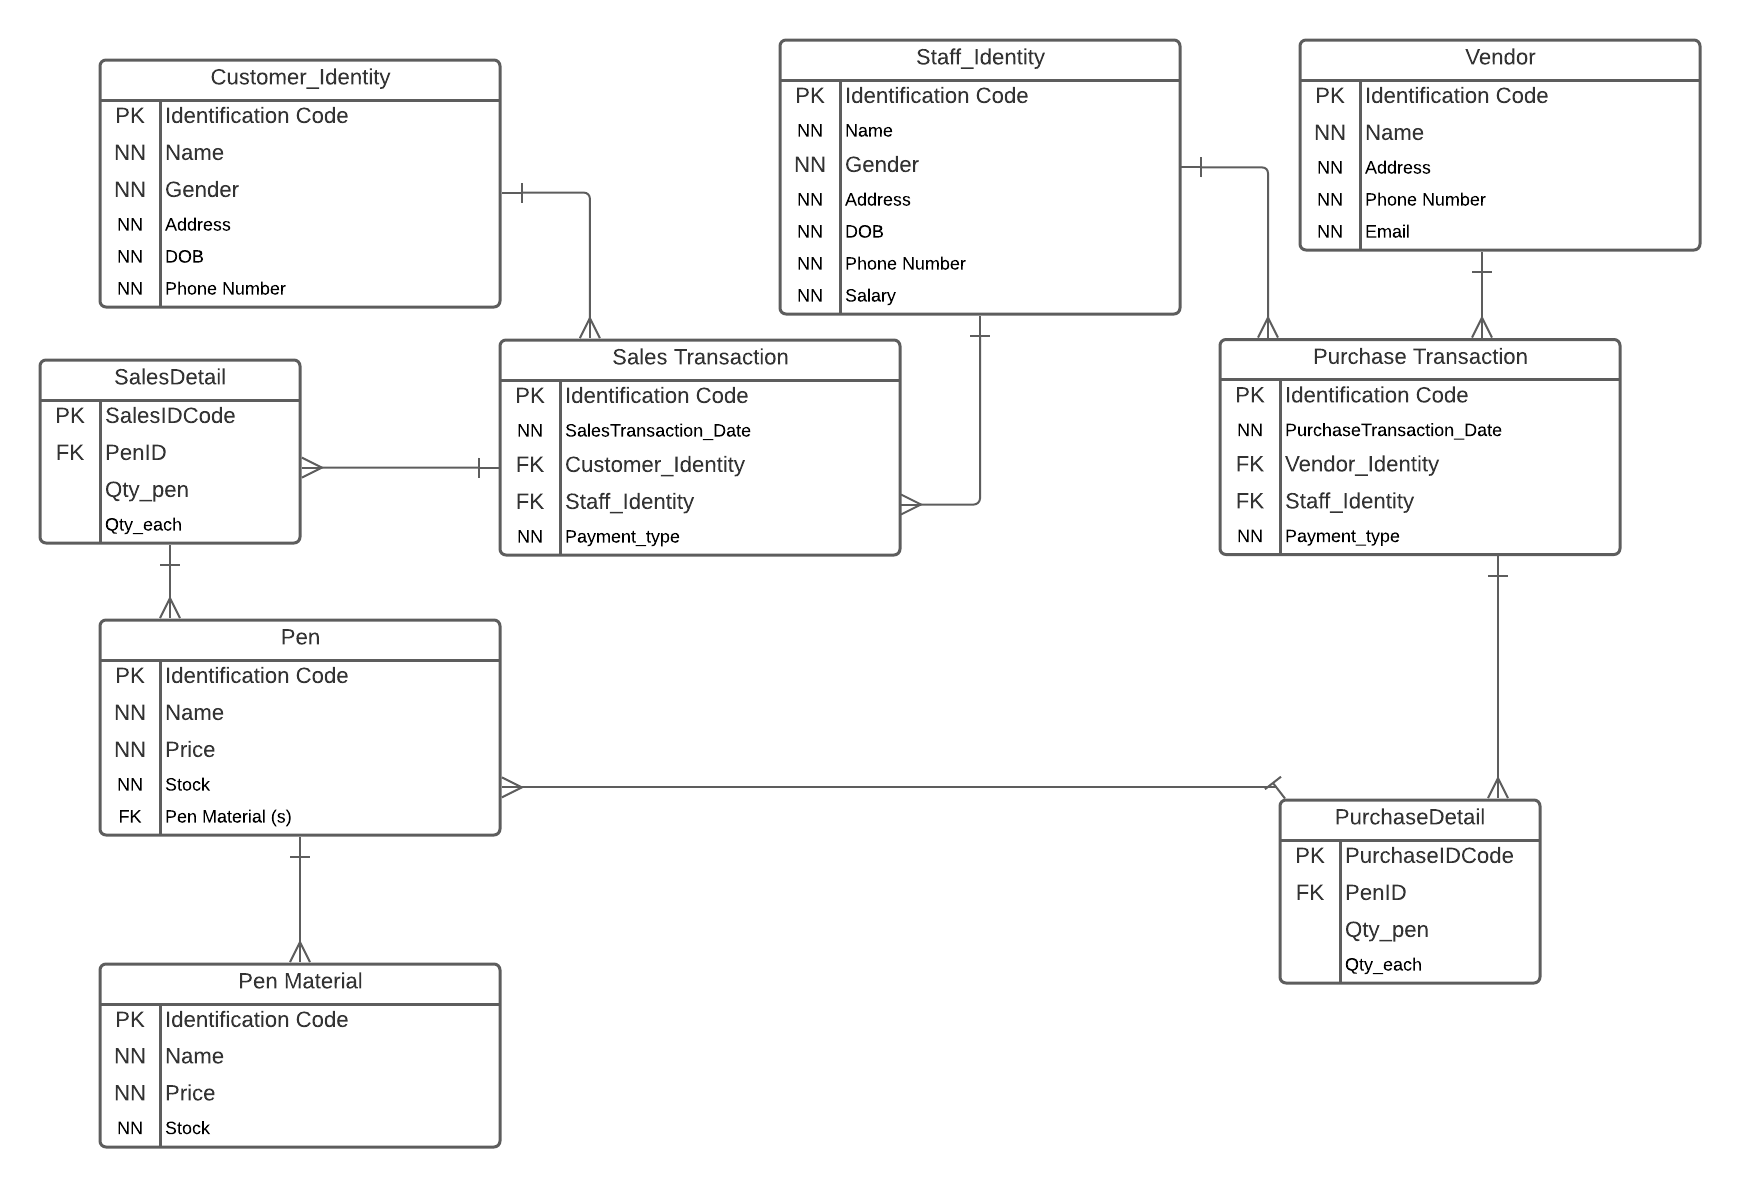 Customer_Identity
PK Identification Code
NN Name
NN Gender
NN Address
NN DOB
NN Phone Number
Staff_Identity
PK Identification Code
NN Name
NN Gender
NN Address
NN DOB
NN Phone Number
NN Salary
Vendor
PK Identification Code
NN Name
NN Address
NN Phone Number
NN Email
SalesDetail
PK SalesIDCode
FK PenID
Qty_pen
Qty_each
Sales Transaction
PK Identification Code
NN SalesTransaction_Date
FK Customer_Identity
FK Staff_Identity
NN Payment_type
Purchase Transaction
PK Identification Code
NN PurchaseTransaction_Date
FK Vendor_Identity
FK Staff_Identity
NN Payment_type
Pen
PK Identification Code
NN Name
NN Price
NN Stock
FK Pen Material (s)
PurchaseDetail
PK PurchaseIDCode
FK PenID
Qty_pen
Qty_each
Pen Material
PK Identification Code
NN Name
NN Price
NN Stock